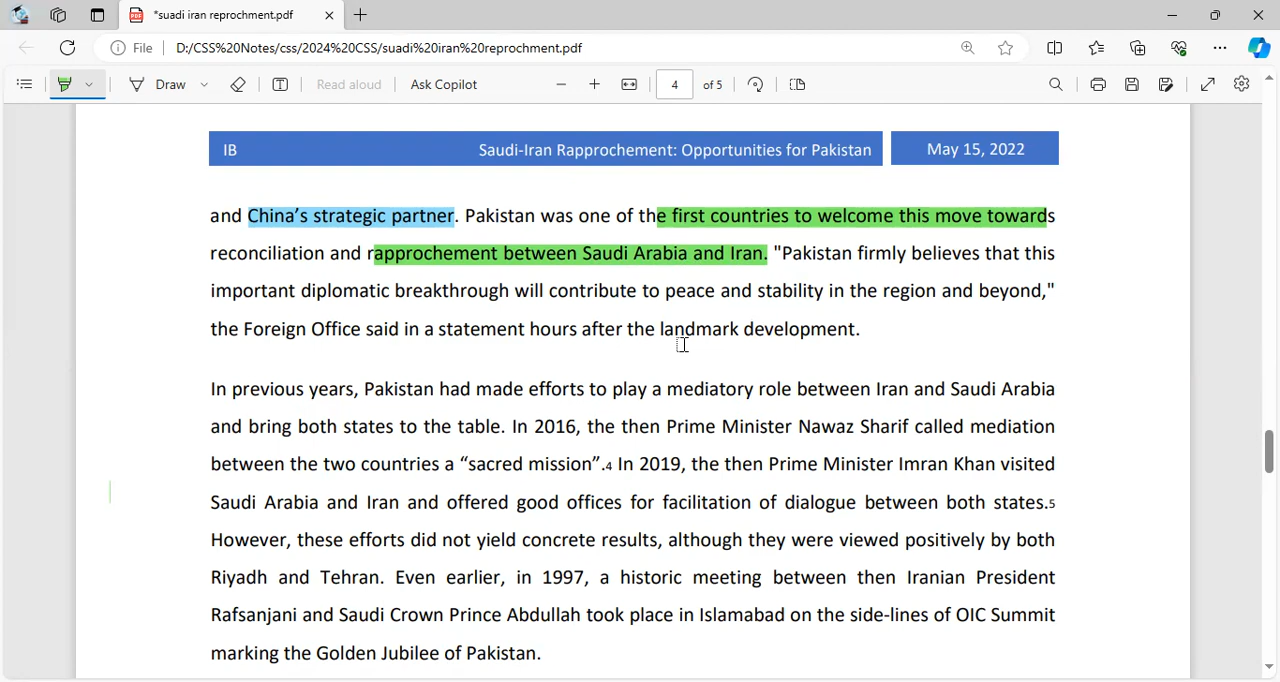 *suadi iran reprochment.pdf
File D:/CSS%20Notes/css/2024%20CSS/suadi%20iran%20reprochment.pdf
Draw Read aloud Ask Copilot 4 of 5
IB Saudi-Iran Rapprochement: Opportunities for Pakistan May 15, 2022
and China’s strategic partner. Pakistan was one of the first countries to welcome this move towards
reconciliation and rapprochement between Saudi Arabia and Iran. "Pakistan firmly believes that this
important diplomatic breakthrough will contribute to peace and stability in the region and beyond,"
the Foreign Office said in a statement hours after the landmark development.
In previous years, Pakistan had made efforts to play a mediatory role between Iran and Saudi Arabia
and bring both states to the table. In 2016, the then Prime Minister Nawaz Sharif called mediation
between the two countries a “sacred mission”.4 In 2019, the then Prime Minister Imran Khan visited
Saudi Arabia and Iran and offered good offices for facilitation of dialogue between both states.5
However, these efforts did not yield concrete results, although they were viewed positively by both
Riyadh and Tehran. Even earlier, in 1997, a historic meeting between then Iranian President
Rafsanjani and Saudi Crown Prince Abdullah took place in Islamabad on the side-lines of OIC Summit
marking the Golden Jubilee of Pakistan.